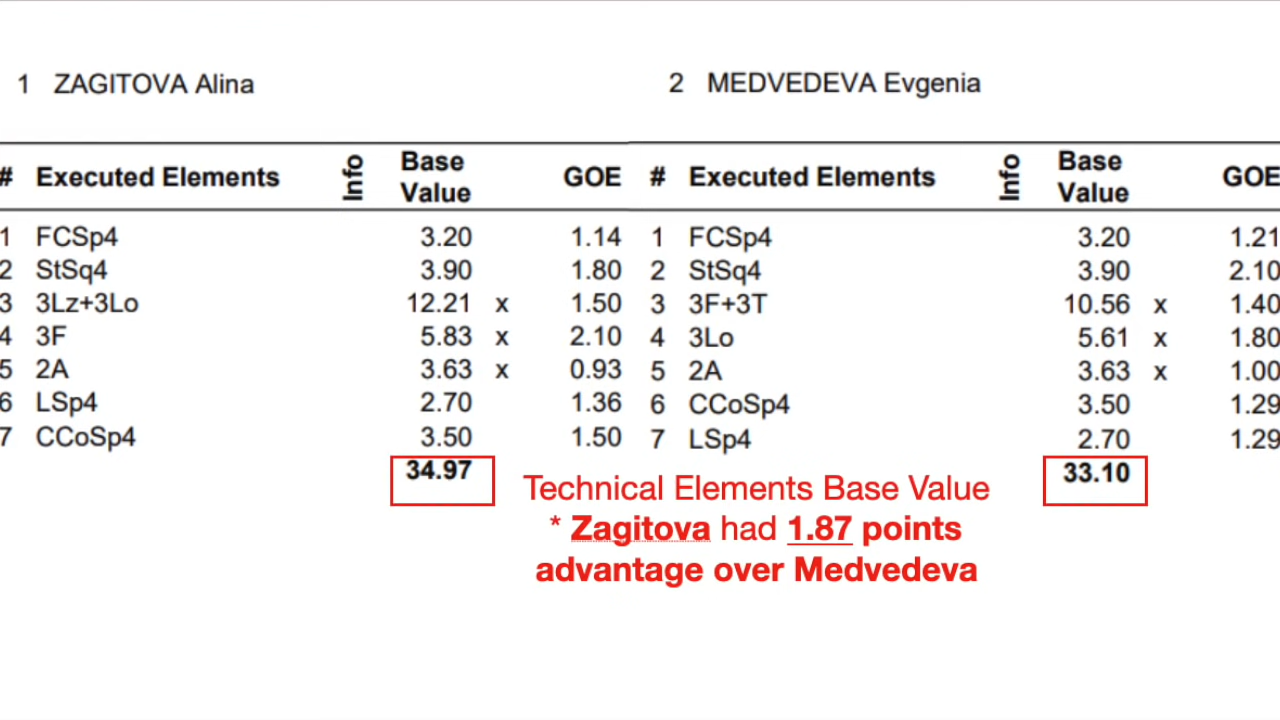 1 ZAGITOVA Alina
# Executed Elements Info Base Value GOE
1 FCSp4 3.20 1.14
2 StSq4 3.90 1.80
3 3Lz+3Lo 12.21 x 1.50
4 3F 5.83 x 2.10
5 2A 3.63 x 0.93
6 LSp4 2.70 1.36
7 CCoSp4 3.50 1.50
34.97
2 MEDVEDEVA Evgenia
# Executed Elements Info Base Value GOE
1 FCSp4 3.20 1.21
2 StSq4 3.90 2.10
3 3F+3T 10.56 x 1.40
4 3Lo 5.61 x 1.80
5 2A 3.63 x 1.00
6 CCoSp4 3.50 1.29
7 LSp4 2.70 1.29
33.10
Technical Elements Base Value
* Zagitova had 1.87 points
advantage over Medvedeva